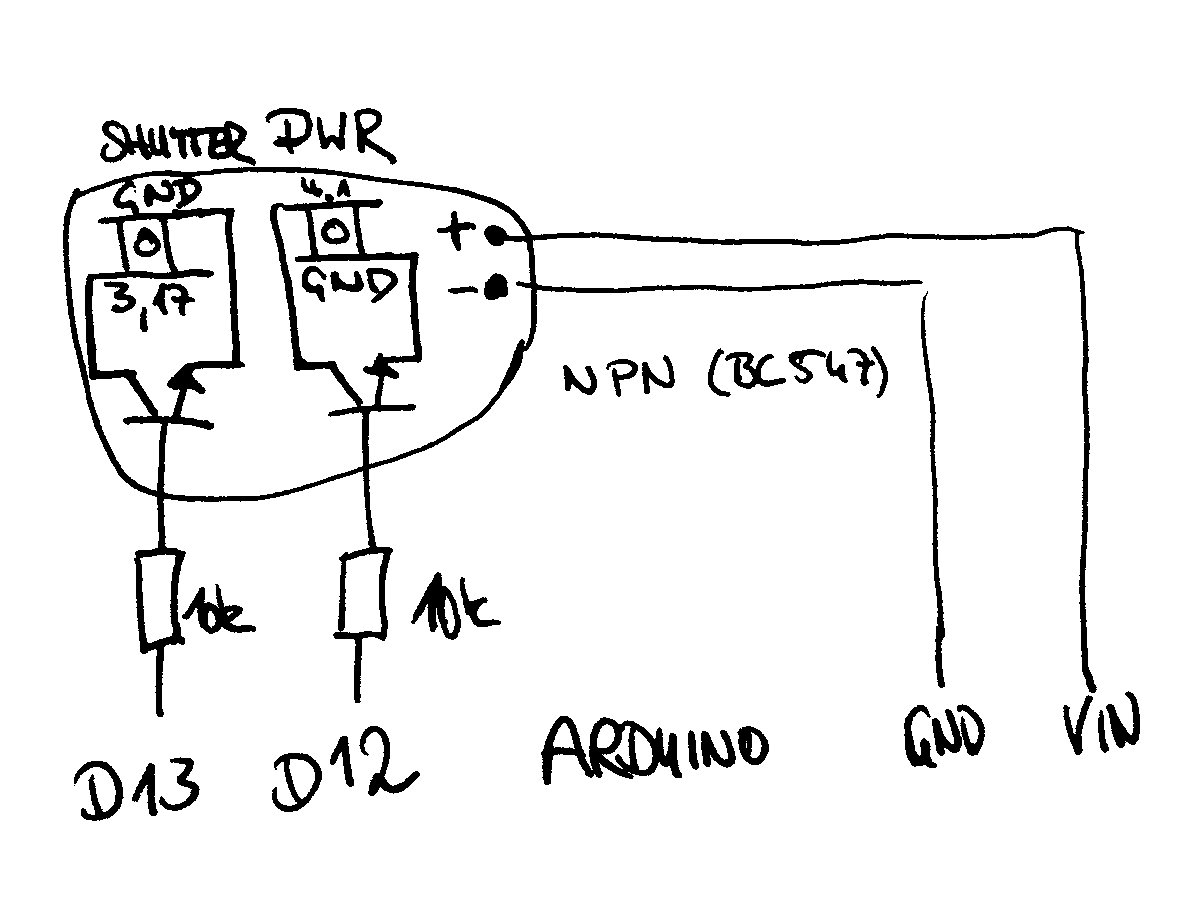 SHUTTER PWR
GND
4,1
+
3,17
GND
-
NPN (BC547)
10k
10k
D13
D12
ARDUINO
GND
VIN